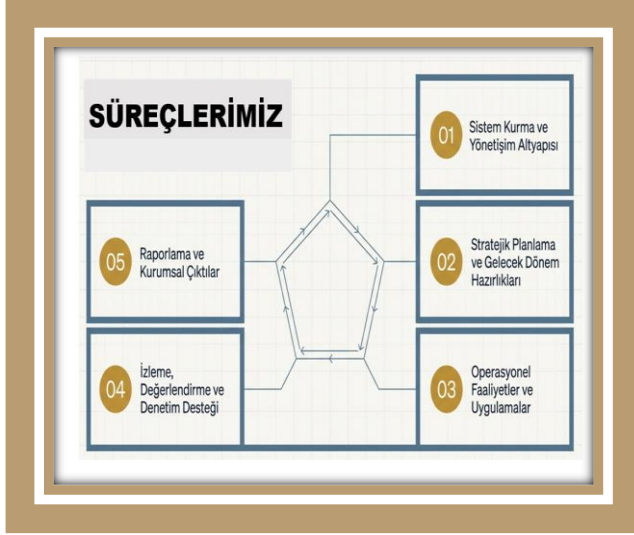 SÜREÇLERİMİZ
01
Sistem Kurma ve
Yönetişim Altyapısı
02
Stratejik Planlama
ve Gelecek Dönem
Hazırlıkları
03
Operasyonel
Faaliyetler ve
Uygulamalar
04
İzleme,
Değerlendirme ve
Denetim Desteği
05
Raporlama ve
Kurumsal Çıktılar